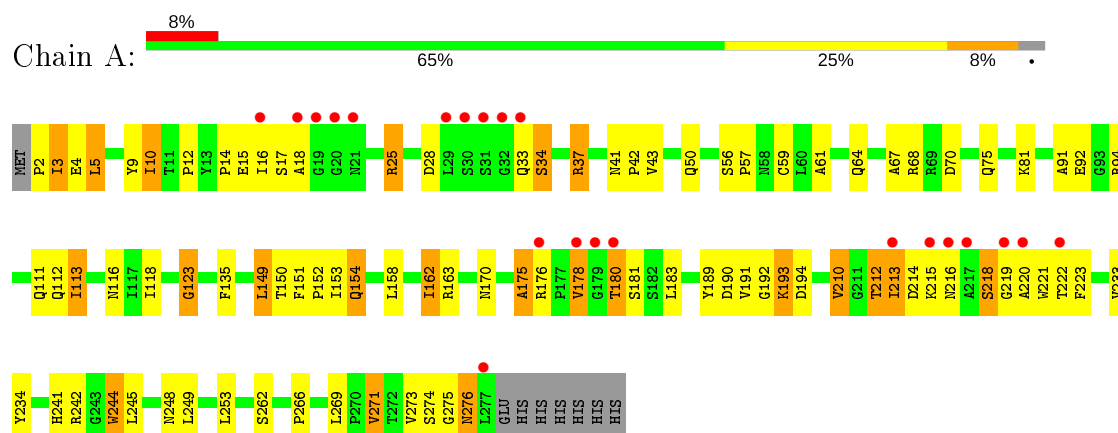 8%
Chain A:
65% 25% 8% •
MET P2 I3 E4 L5 Y9 I10 T11 P12 Y13 P14 E15 I16 S17 A18 G19 G20 N21 R25 D28 L29 S30 S31 G32 Q33 S34 R37 N41 P42 V43 Q50 S56 P57 N58 C59 L60 A61 Q64 A67 R68 R69 D70 Q75 K81 A91 E92 G93
Q111 Q112 I113 N116 I117 I118 G123 F135 L149 T150 F151 P152 I153 Q154 L158 I162 R163 N170 A175 R176 P177 V178 G179 T180 S181 S182 L183 Y189 D190 V191 G192 K193 D194 V210 G211 T212 I213 D214 K215 N216 A217 S218 G219 A220 W221 T222 F223
Y234 H241 R242 G243 W244 L245 N248 L249 L253 S262 P266 L269 P270 V271 T272 V273 S274 G275 N276 L277 GLU HIS HIS HIS HIS HIS HIS